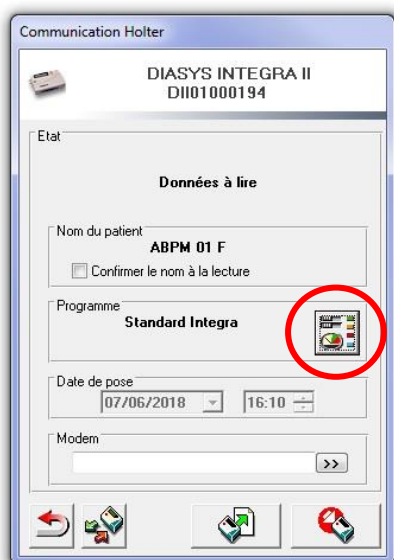 Communication Holter
DIASYS INTEGRA II
DII01000194
Etat
Données à lire
Nom du patient
ABPM 01 F
Confirmer le nom à la lecture
Programme
Standard Integra
Date de pose
07/06/2018 16:10
Modem
>>